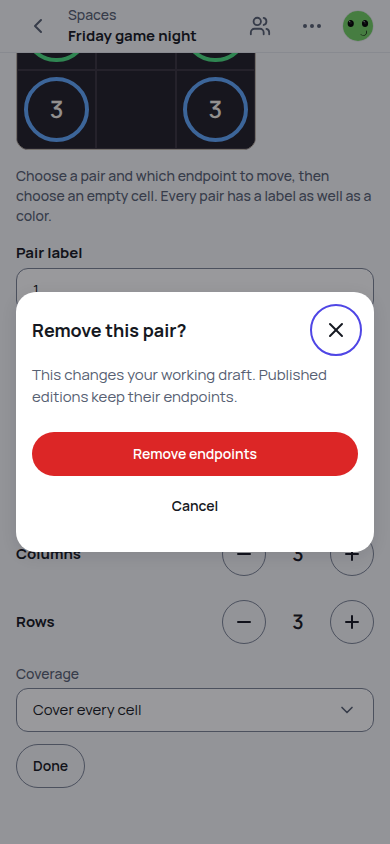 Spaces
Friday game night
3
3
Choose a pair and which endpoint to move, then
choose an empty cell. Every pair has a label as well as a
color.
Pair label
1
Remove this pair?
This changes your working draft. Published
editions keep their endpoints.
Remove endpoints
Cancel
Columns
3
Rows
3
Coverage
Cover every cell
Done